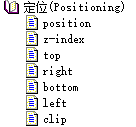 定位(Positioning)
position
z-index
top
right
bottom
left
clip